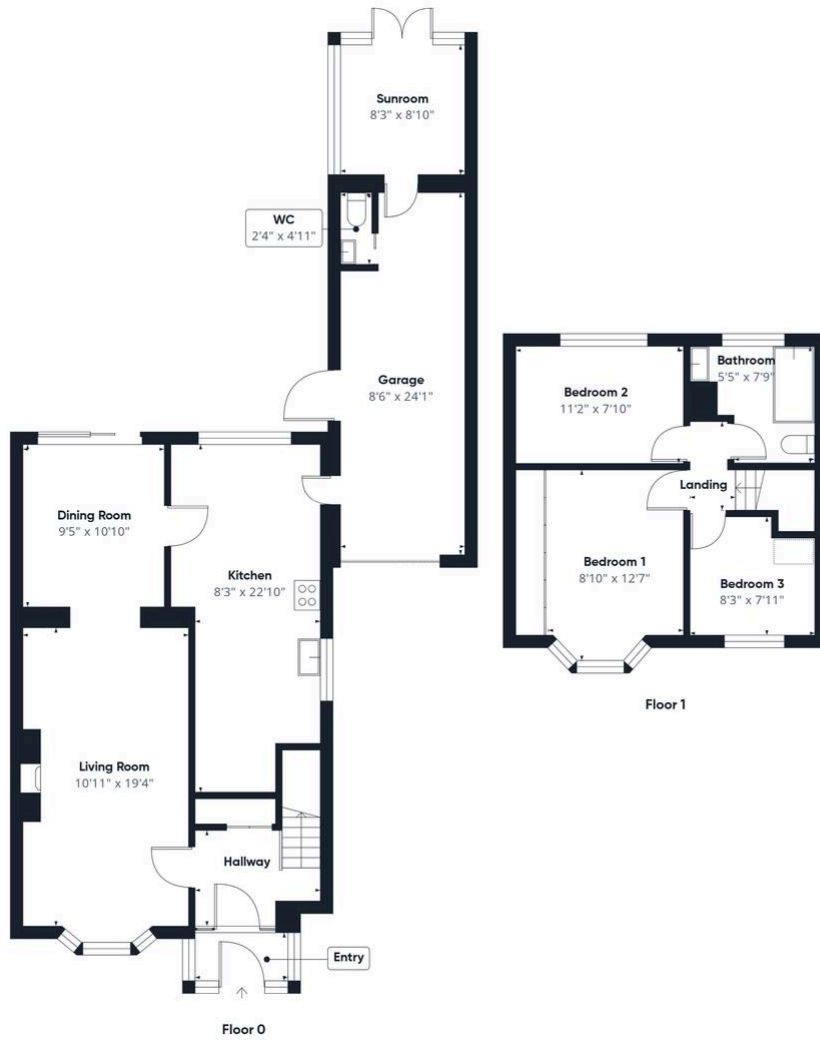 Sunroom
8'3" x 8'10"
WC
2'4" x 4'11"
Garage
8'6" x 24'1"
Dining Room
9'5" x 10'10"
Kitchen
8'3" x 22'10"
Living Room
10'11" x 19'4"
Hallway
Entry
Floor 0
Bedroom 2
11'2" x 7'10"
Bathroom
5'5" x 7'9"
Landing
Bedroom 1
8'10" x 12'7"
Bedroom 3
8'3" x 7'11"
Floor 1